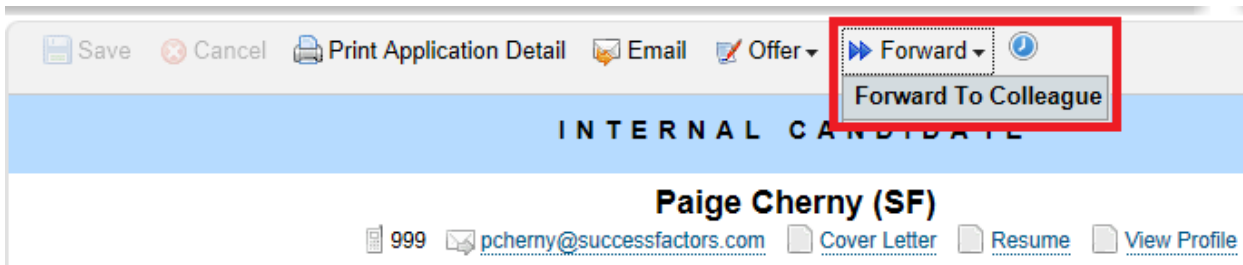 Save Cancel Print Application Detail Email Offer Forward
Forward To Colleague
INTERNAL CANDIDATE
Paige Cherny (SF)
999 pcherny@successfactors.com Cover Letter Resume View Profile